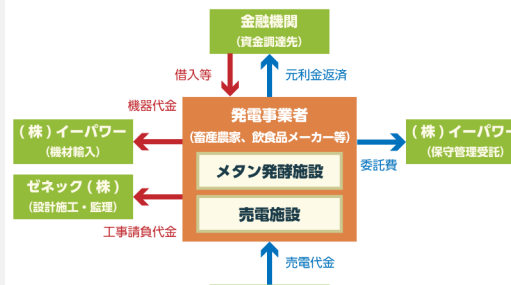 金融機関
(資金調達先)
借入等
元利金返済
機器代金
発電事業者
(畜産農家、飲食品メーカー等)
(株)イーパワー
(機材輸入)
(株)イーパワー
(保守管理受託)
メタン発酵施設
委託費
ゼネック(株)
(設計施工・監理)
売電施設
工事請負代金
売電代金